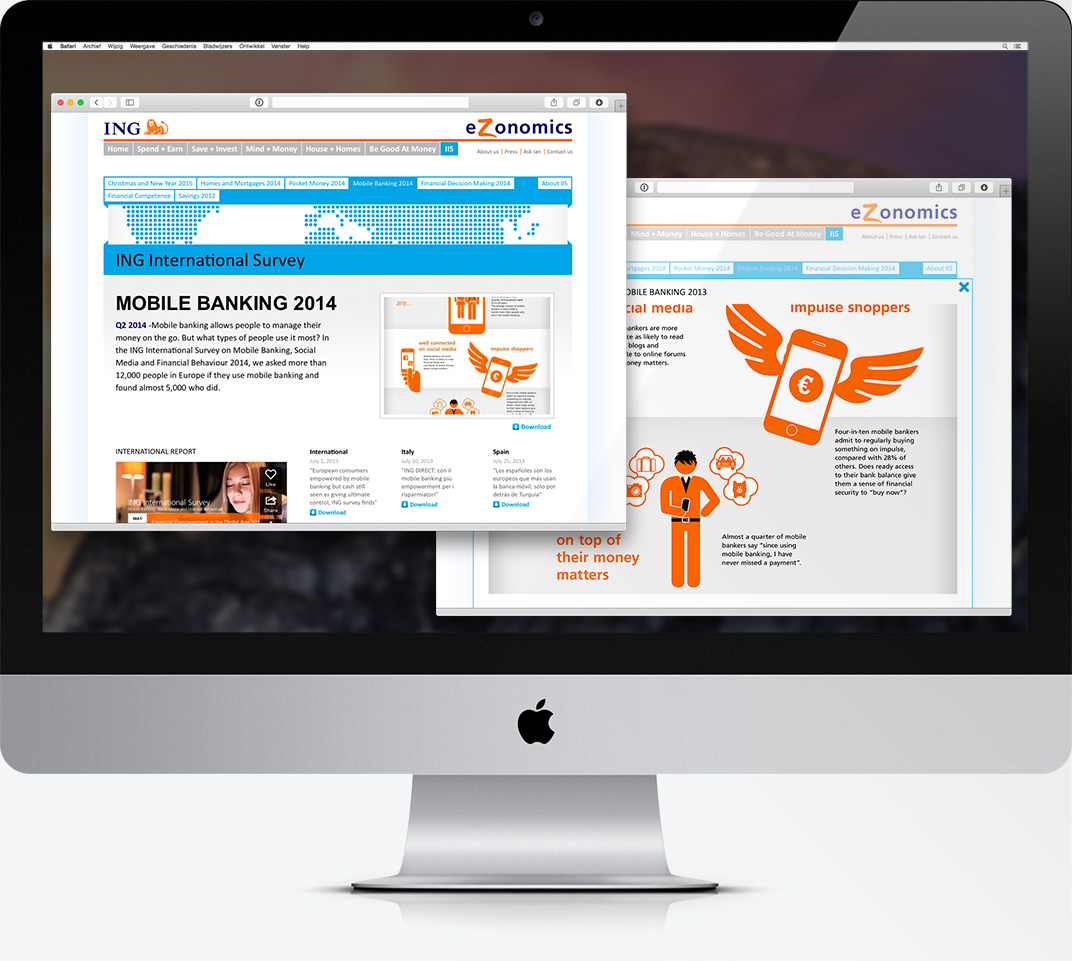 Safari Archief Wijzig Weergave Geschiedenis Bladwijzers Ontwikkel Venster Help
ING
eZonomics
Home Spend + Earn Save + Invest Mind + Money House + Homes Be Good At Money IIS
About us | Press | Ask Ian | Contact us
Christmas and New Year 2015 Homes and Mortgages 2014 Pocket Money 2014 Mobile Banking 2014 Financial Decision Making 2014 About IIS
Financial Competence Savings 2012
ING International Survey
MOBILE BANKING 2014
Q2 2014 -Mobile banking allows people to manage their
money on the go. But what types of people use it most? In
the ING International Survey on Mobile Banking, Social
Media and Financial Behaviour 2014, we asked more than
12,000 people in Europe if they use mobile banking and
found almost 5,000 who did.
are...
well connected
on social media
impulse shoppers
Download
INTERNATIONAL REPORT
ING International Survey
MAY
Financial Empowerment in the Digital Age
Like
Share
International
July 1, 2013
"European consumers
empowered by mobile
banking but cash still
seen as giving ultimate
control, ING survey finds"
Download
Italy
July 10, 2013
"ING DIRECT: con il
mobile banking più
empowerment per i
risparmiatori"
Download
Spain
July 25, 2013
"Los españoles son los
europeos que más usan
la banca móvil, sólo por
detrás de Turquía"
Download
eZonomics
Mind + Money House + Homes Be Good At Money IIS
About us | Press | Ask Ian | Contact us
rtgages 2014 Pocket Money 2014 Mobile Banking 2014 Financial Decision Making 2014 About IIS
OBILE BANKING 2013
cial media
ankers are more
ce as likely to read
blogs and
te to online forums
oney matters.
impulse shoppers
€
Four-in-ten mobile bankers
admit to regularly buying
something on impulse,
compared with 28% of
others. Does ready access
to their bank balance give
them a sense of financial
security to "buy now"?
on top of
their money
matters
Almost a quarter of mobile
bankers say "since using
mobile banking, I have
never missed a payment".